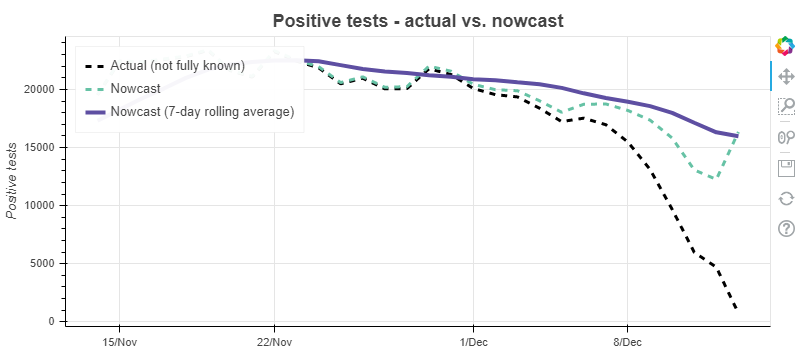 Positive tests - actual vs. nowcast
Actual (not fully known)
Nowcast
Nowcast (7-day rolling average)
Positive tests
20000
15000
10000
5000
0
15/Nov
22/Nov
1/Dec
8/Dec